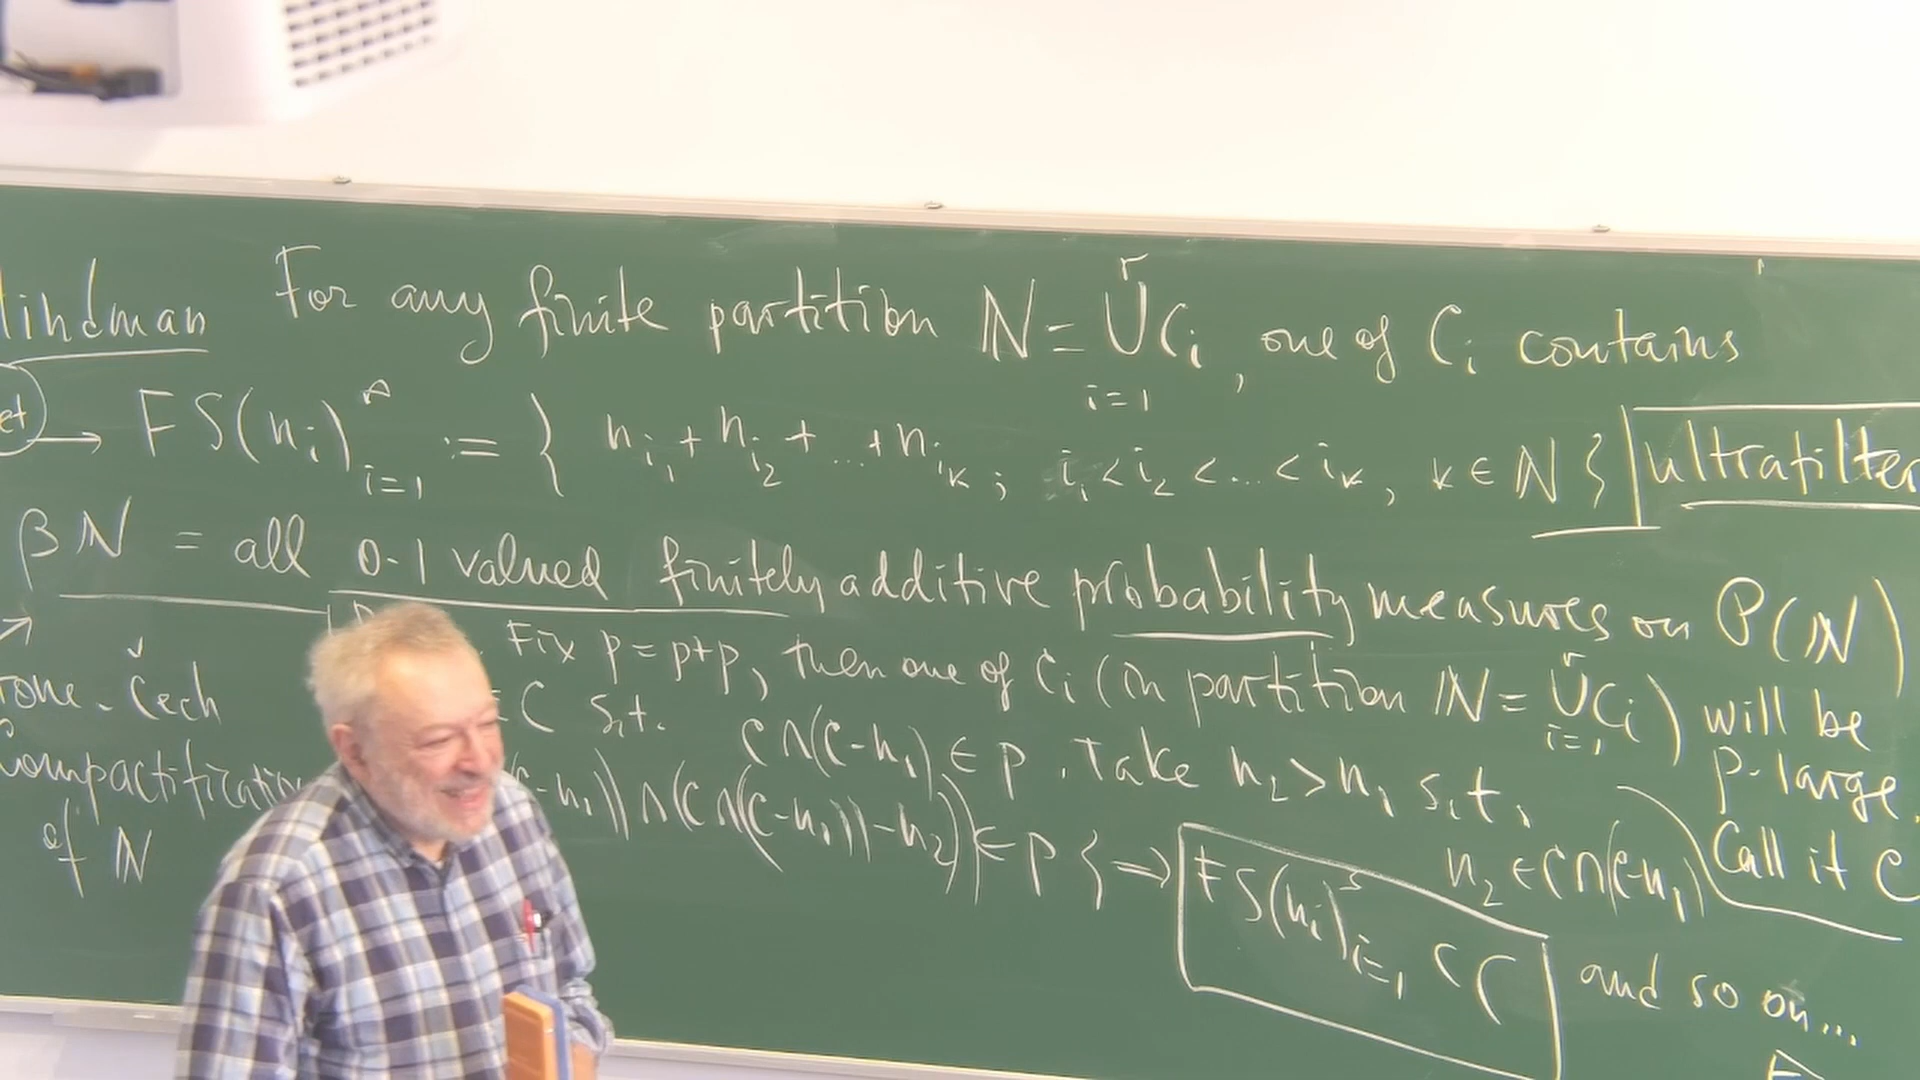 Hindman For any finite partition N = ⋃_{i=1}^{r} C_i, one of C_i contains
→ FS(n_i)_{i=1}^{∞} := { n_{i_1} + n_{i_2} + ... + n_{i_k} ; i_1 < i_2 < ... < i_k, k ∈ N } ultrafilter
βN = all 0-1 valued finitely additive probability measures on P(N)
Fix p = p+p, then one of C_i (in partition N = ⋃_{i=1}^{r} C_i) will be p-large.
Call it C
C s.t. C∩(C-n_1) ∈ p. Take n_2 > n_1 s.t.
n_2 ∈ C∩(C-n_1)
-n_1))∩(C∩(C-n_1))-n_2) ∈ p } ⇒ FS(n_i)_{i=1} ⊂ C
and so on...
Čech
Compactification
of N